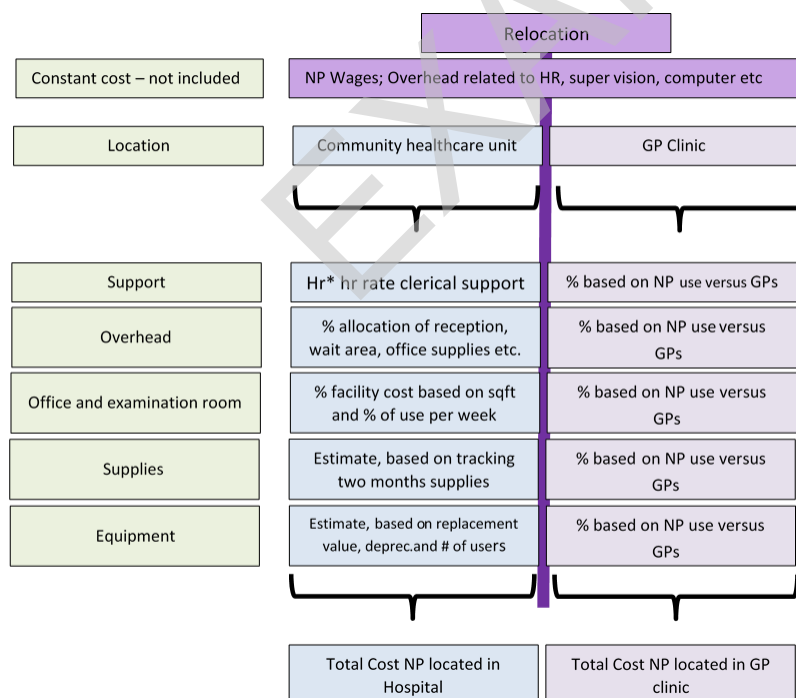 Relocation
Constant cost – not included
NP Wages; Overhead related to HR, super vision, computer etc
Location
Community healthcare unit
GP Clinic
Support
Hr* hr rate clerical support
% based on NP use versus GPs
Overhead
% allocation of reception,
wait area, office supplies etc.
% based on NP use versus
GPs
Office and examination room
% facility cost based on sqft
and % of use per week
% based on NP use versus
GPs
Supplies
Estimate, based on tracking
two months supplies
% based on NP use versus
GPs
Equipment
Estimate, based on replacement
value, deprec.and # of users
% based on NP use versus
GPs
Total Cost NP located in
Hospital
Total Cost NP located in GP
clinic